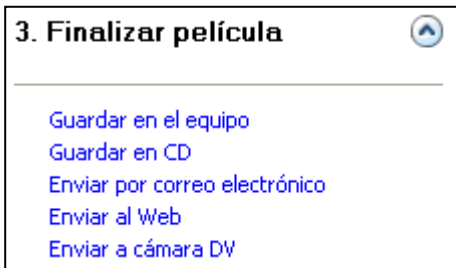 3. Finalizar película
Guardar en el equipo
Guardar en CD
Enviar por correo electrónico
Enviar al Web
Enviar a cámara DV